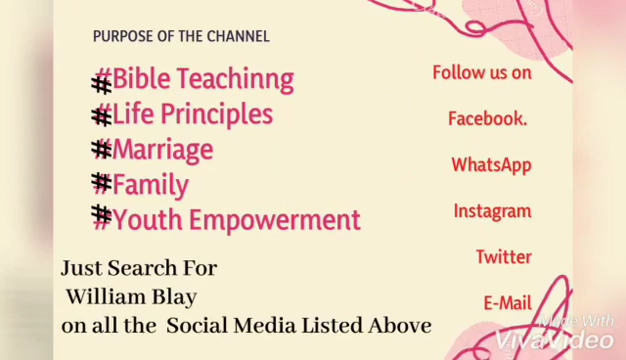 PURPOSE OF THE CHANNEL
#Bible Teachinng
#Life Principles
#Marriage
#Family
#Youth Empowerment
Just Search For
William Blay
on all the Social Media Listed Above
Follow us on
Facebook.
WhatsApp
Instagram
Twitter
E-Mail
Made With
VivaVideo